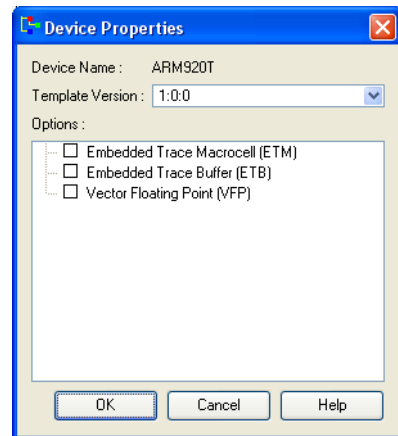 Device Properties
Device Name : ARM920T
Template Version : 1:0:0
Options :
Embedded Trace Macrocell (ETM)
Embedded Trace Buffer (ETB)
Vector Floating Point (VFP)
OK Cancel Help